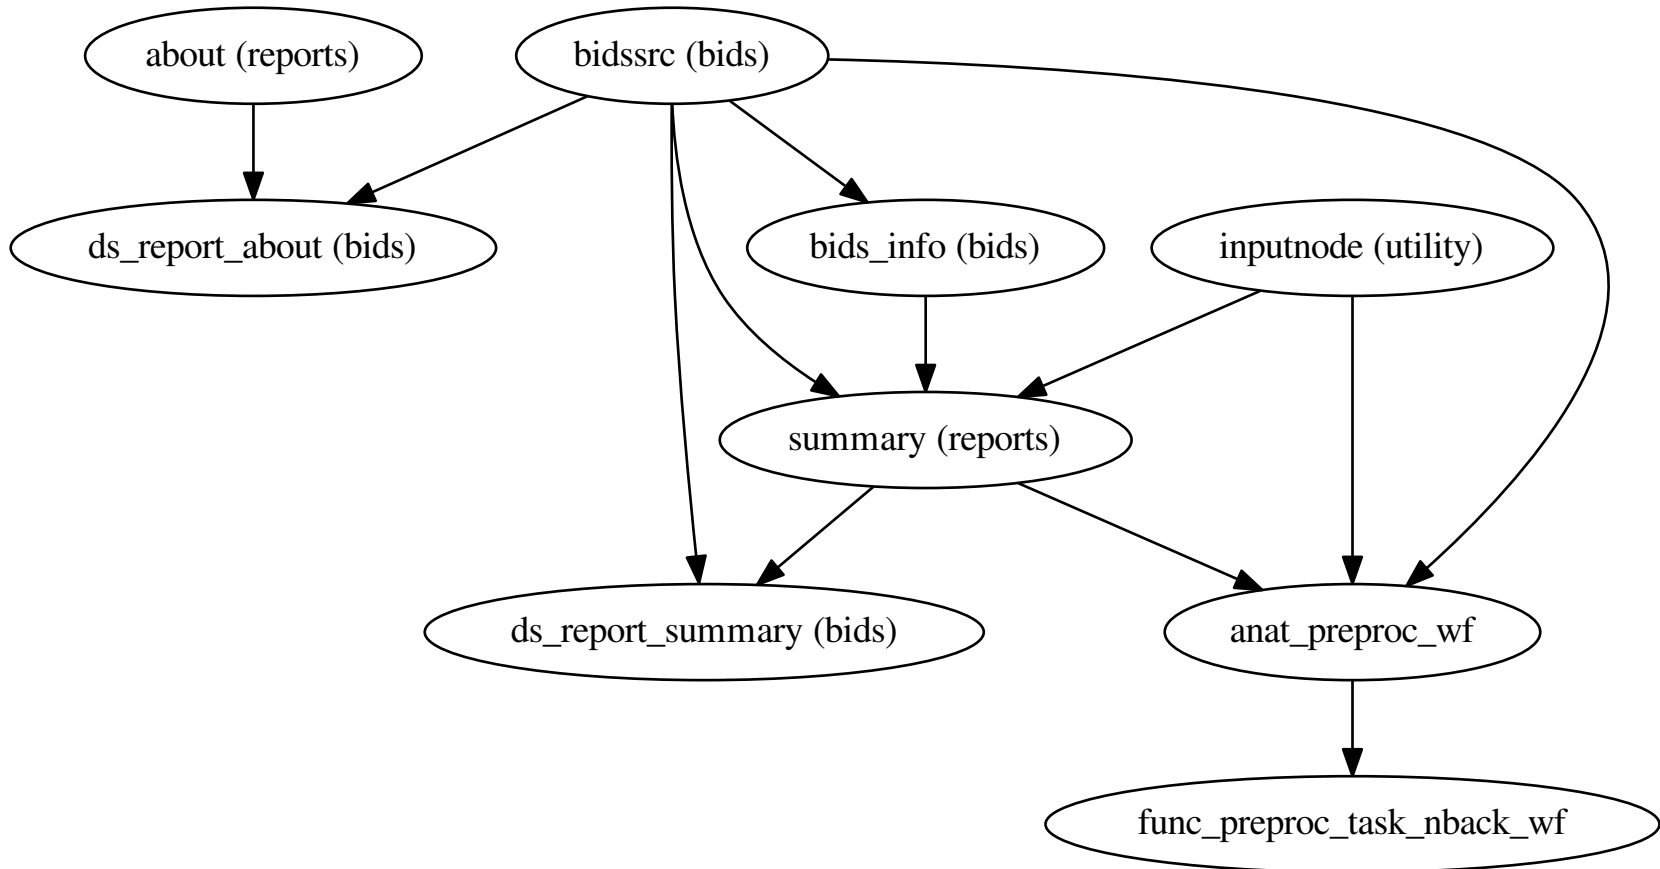 about (reports)
bidssrc (bids)
ds_report_about (bids)
bids_info (bids)
inputnode (utility)
summary (reports)
ds_report_summary (bids)
anat_preproc_wf
func_preproc_task_nback_wf